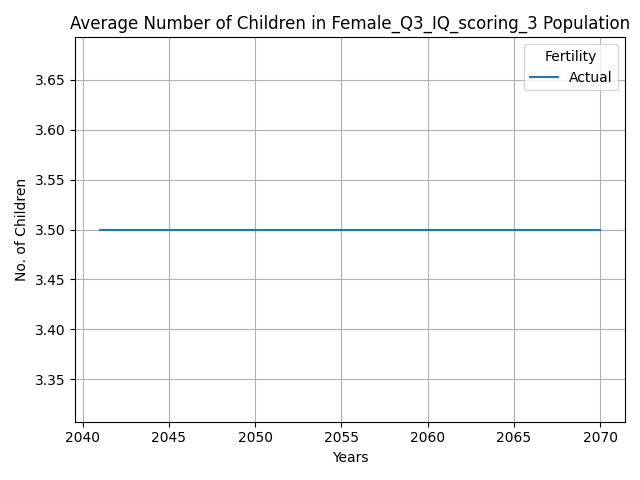 Average Number of Children in Female_Q3_IQ_scoring_3 Population
Fertility
Actual
No. of Children
3.65
3.60
3.55
3.50
3.45
3.40
3.35
2040 2045 2050 2055 2060 2065 2070
Years